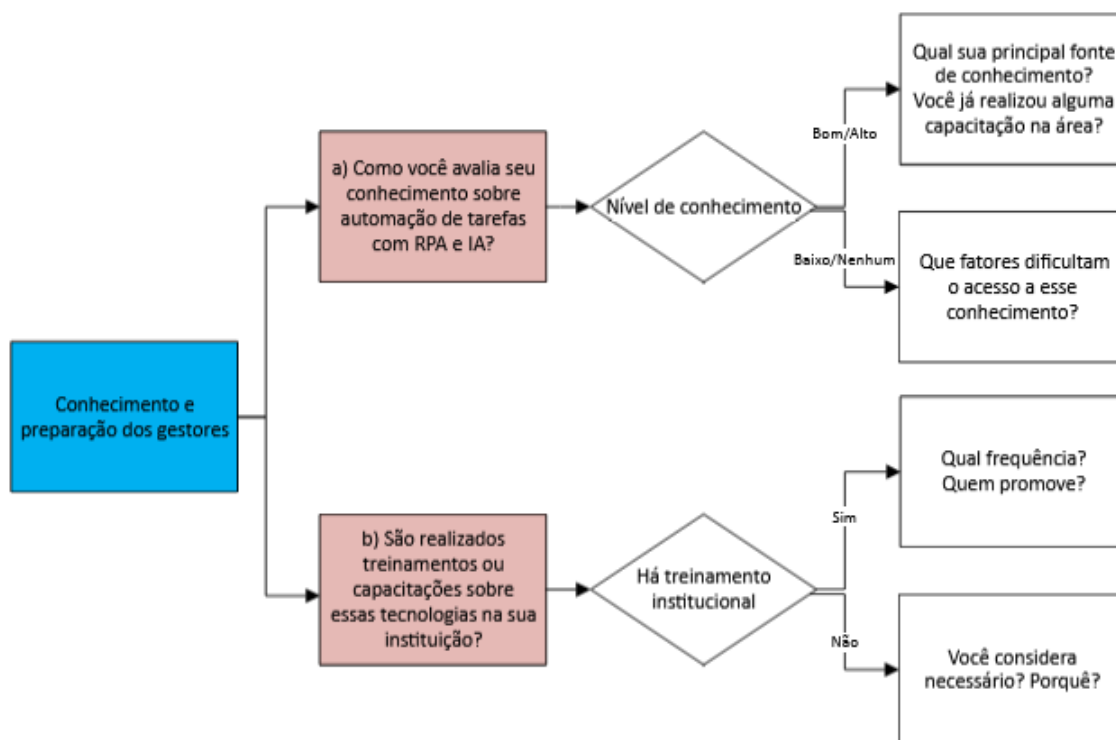 Qual sua principal fonte
de conhecimento?
Você já realizou alguma
capacitação na área?
Bom/Alto
a) Como você avalia seu
conhecimento sobre
automação de tarefas
com RPA e IA?
Nível de conhecimento
Baixo/Nenhum
Que fatores dificultam
o acesso a esse
conhecimento?
Conhecimento e
preparação dos gestores
Qual frequência?
Quem promove?
Sim
b) São realizados
treinamentos ou
capacitações sobre
essas tecnologias na sua
instituição?
Há treinamento
institucional
Não
Você considera
necessário? Porquê?